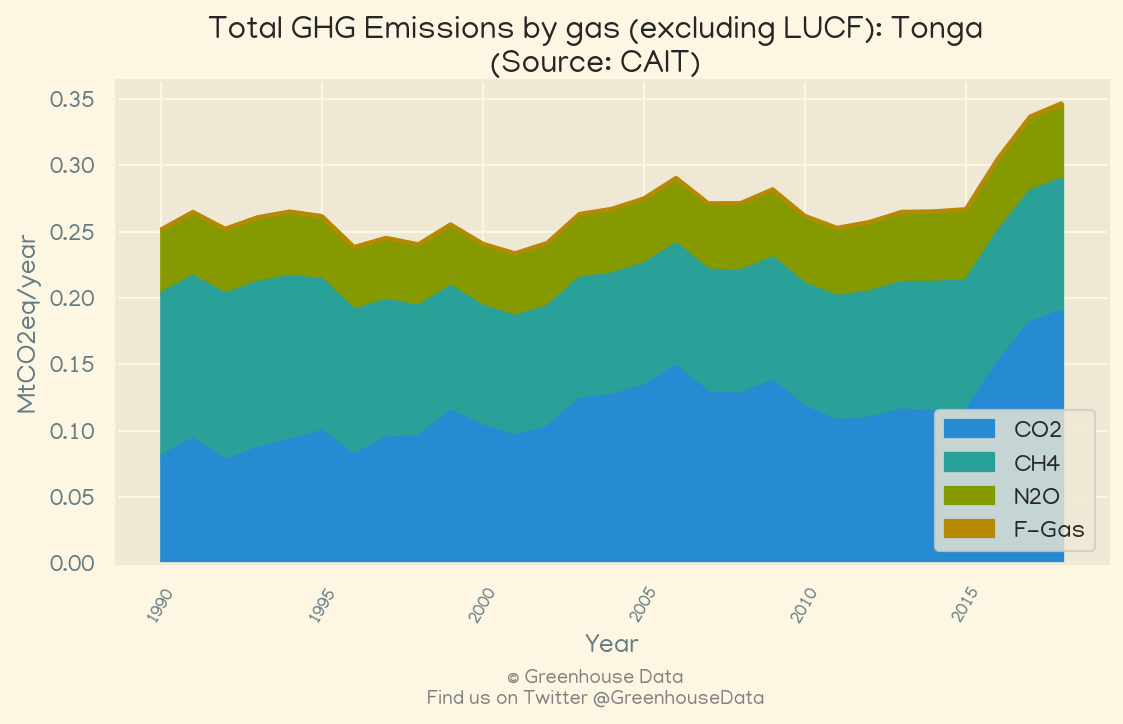 Total GHG Emissions by gas (excluding LUCF): Tonga
(Source: CAIT)
MtCO2eq/year
0.35
0.30
0.25
0.20
0.15
0.10
0.05
0.00
CO2
CH4
N2O
F-Gas
1990
1995
2000
2005
2010
2015
Year
© Greenhouse Data
Find us on Twitter @GreenhouseData